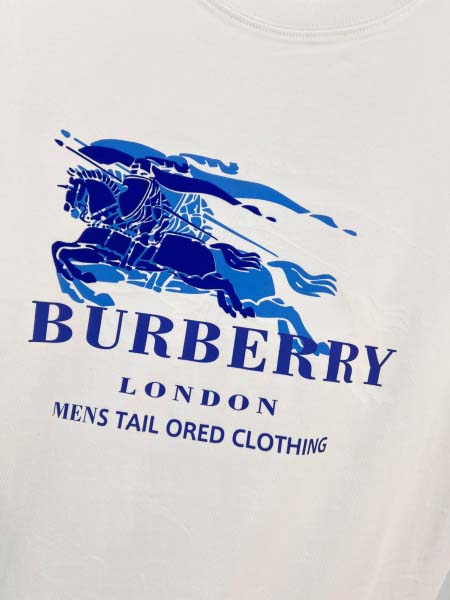 BURBERRY
LONDON
MENS TAIL ORED CLOTHING